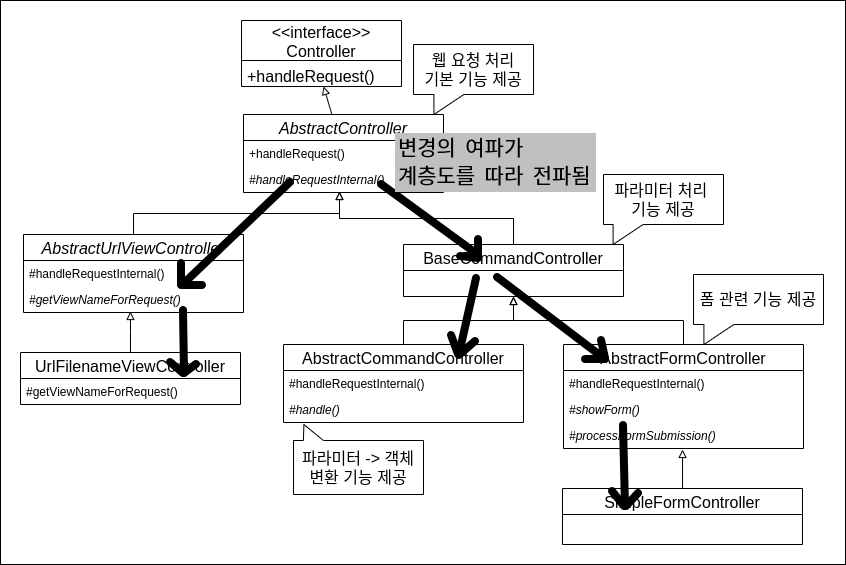 <<interface>>
Controller
+handleRequest()
웹 요청 처리
기본 기능 제공
AbstractController
+handleRequest()
#handleRequestInternal()
변경의 여파가
계층도를 따라 전파됨
파라미터 처리
기능 제공
AbstractUrlViewController
#handleRequestInternal()
#getViewNameForRequest()
BaseCommandController
폼 관련 기능 제공
UrlFilenameViewController
#getViewNameForRequest()
AbstractCommandController
#handleRequestInternal()
#handle()
AbstractFormController
#handleRequestInternal()
#showForm()
#processFormSubmission()
파라미터 -> 객체
변환 기능 제공
SimpleFormController